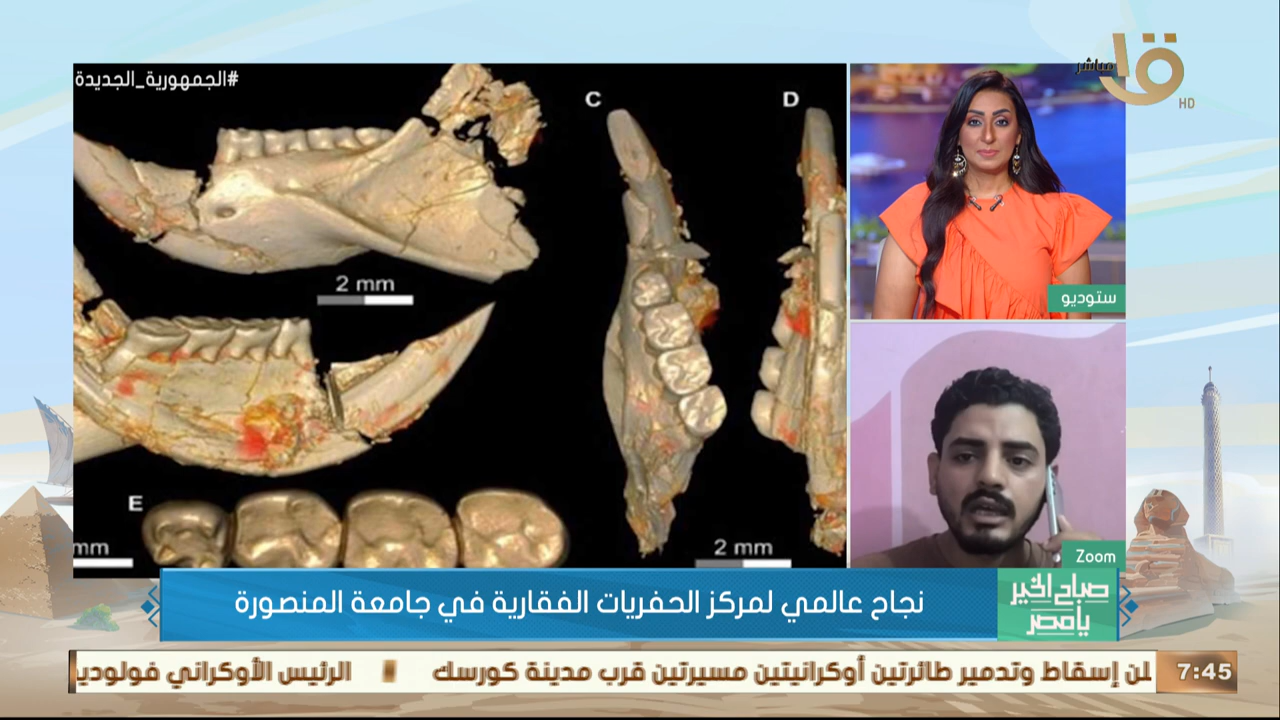 #الجمهورية_الجديدة
مباشر
HD
C
D
2 mm
ستوديو
E
mm
2 mm
Zoom
نجاح عالمي لمركز الحفريات الفقارية في جامعة المنصورة
صباح الخير
يا مصر
لن إسقاط وتدمير طائرتين أوكرانيتين مسيرتين قرب مدينة كورسك
الرئيس الأوكراني فولودي
7:45